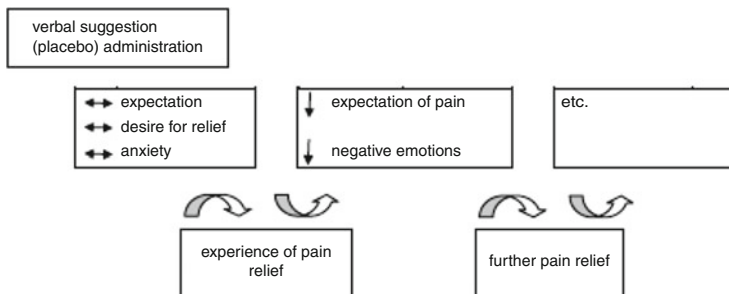 verbal suggestion
(placebo) administration
expectation
desire for relief
anxiety
expectation of pain
negative emotions
etc.
experience of pain
relief
further pain relief